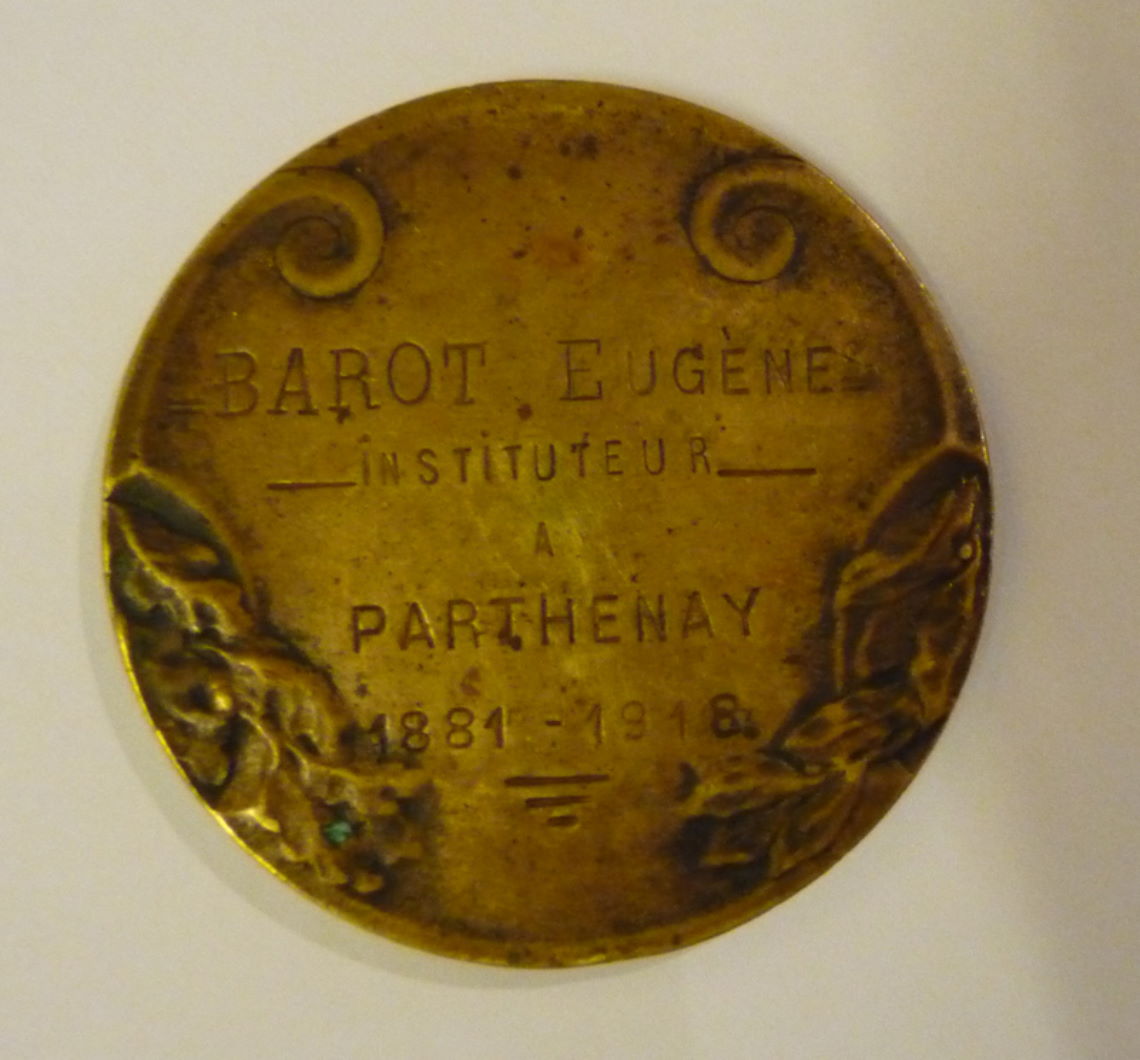 BAROT EUGÈNE
INSTITUTEUR
A
PARTHENAY
1881-1918